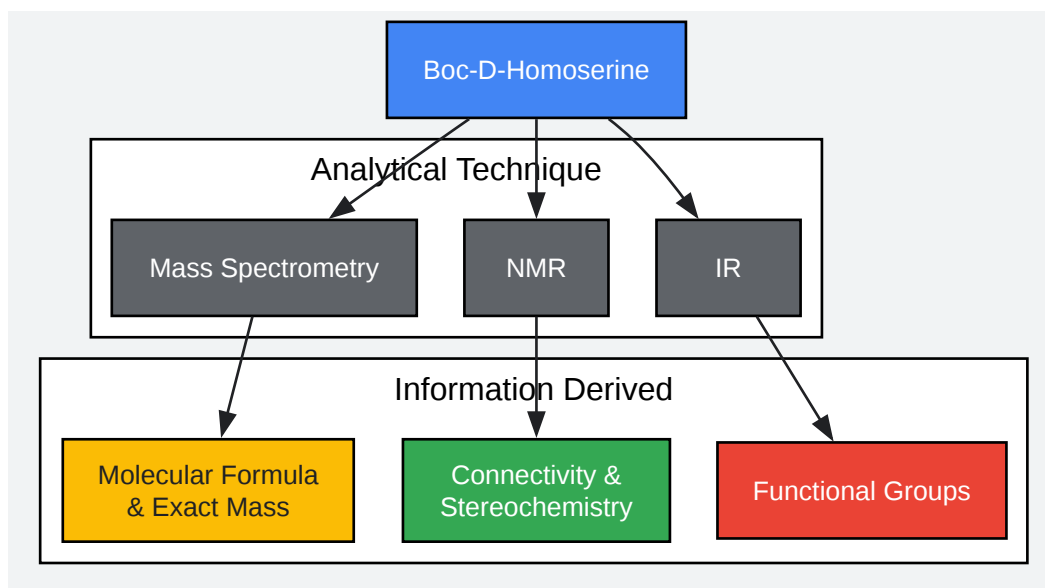 Boc-D-Homoserine
Analytical Technique
Mass Spectrometry
NMR
IR
Information Derived
Molecular Formula
& Exact Mass
Connectivity &
Stereochemistry
Functional Groups